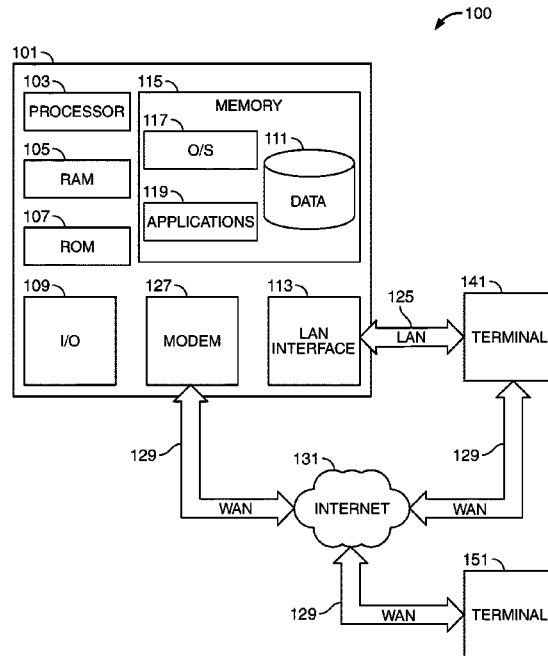 100
101
103
PROCESSOR
105
RAM
107
ROM
115
MEMORY
117
O/S
111
DATA
119
APPLICATIONS
109
I/O
127
MODEM
113
LAN
INTERFACE
125
LAN
141
TERMINAL
129
WAN
131
INTERNET
129
WAN
129
WAN
151
TERMINAL